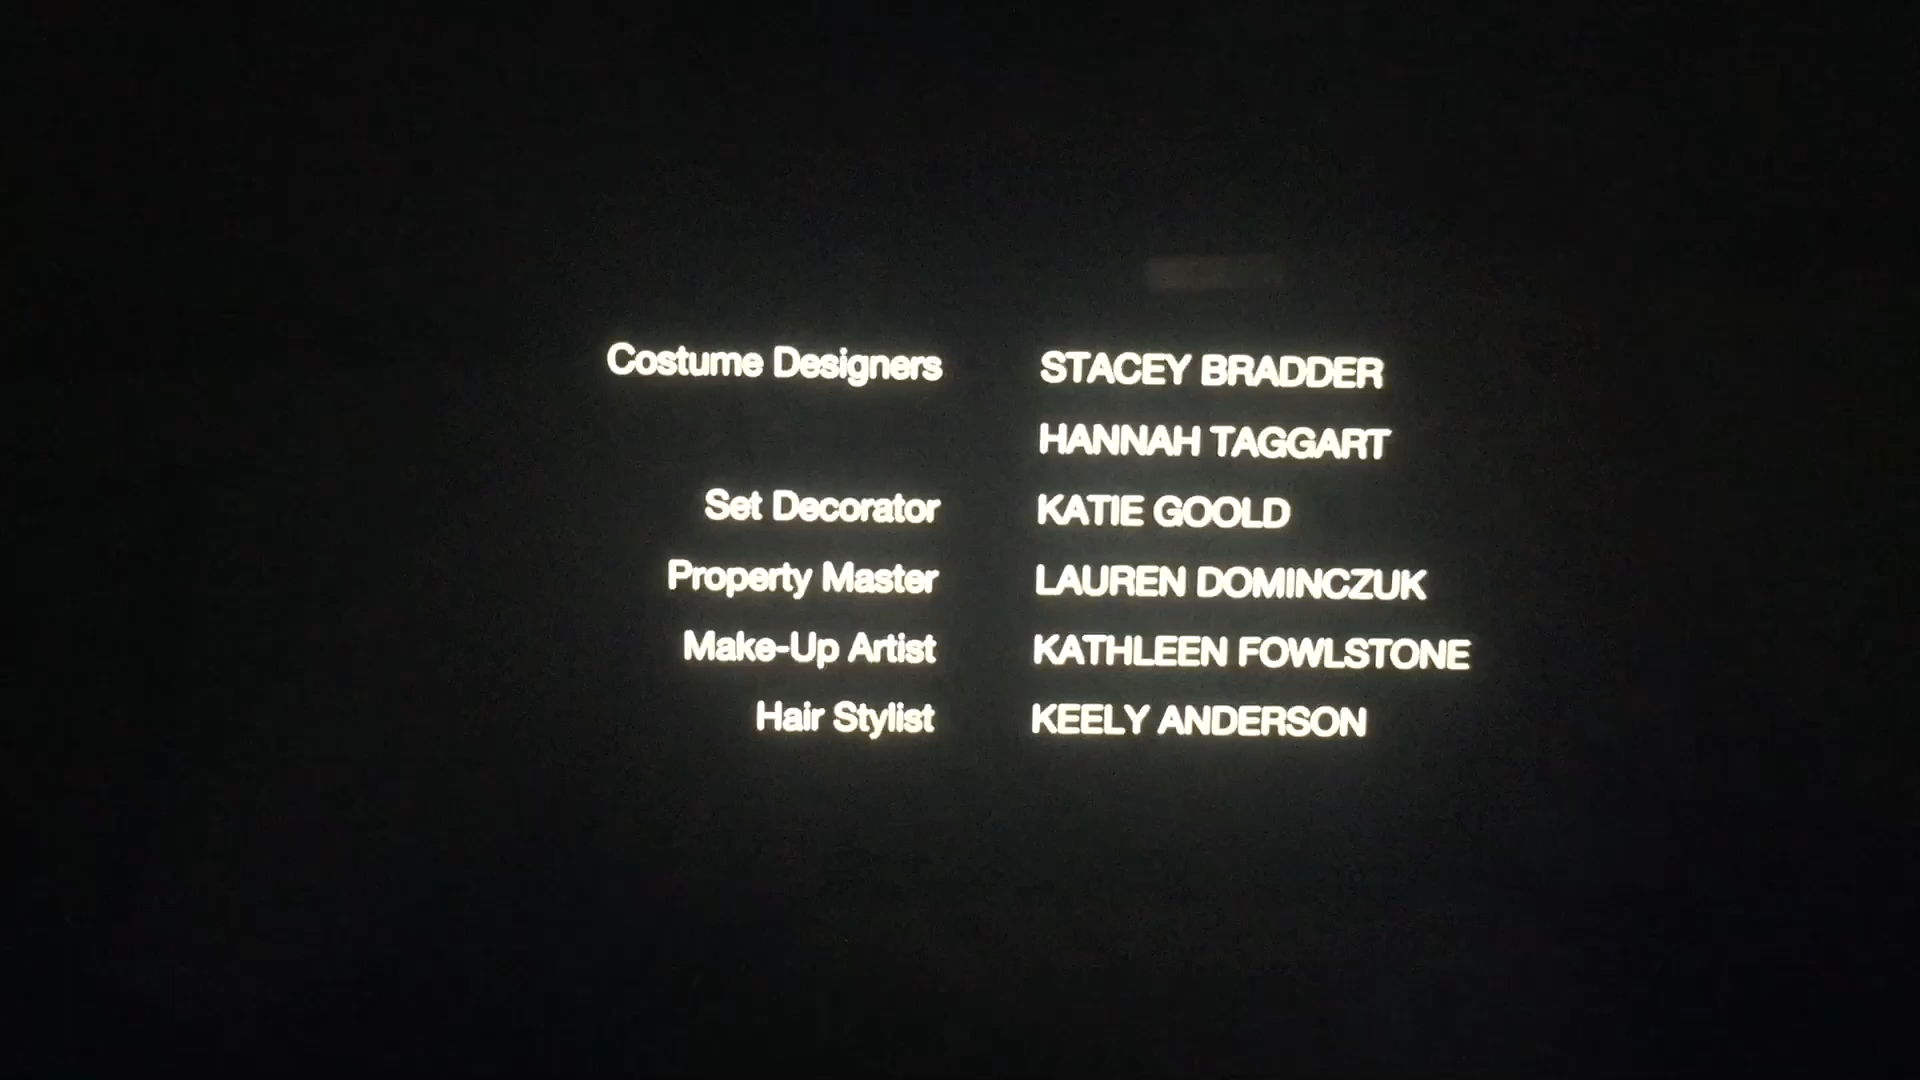 Costume Designers STACEY BRADDER
HANNAH TAGGART
Set Decorator KATIE GOOLD
Property Master LAUREN DOMINCZUK
Make-Up Artist KATHLEEN FOWLSTONE
Hair Stylist KEELY ANDERSON